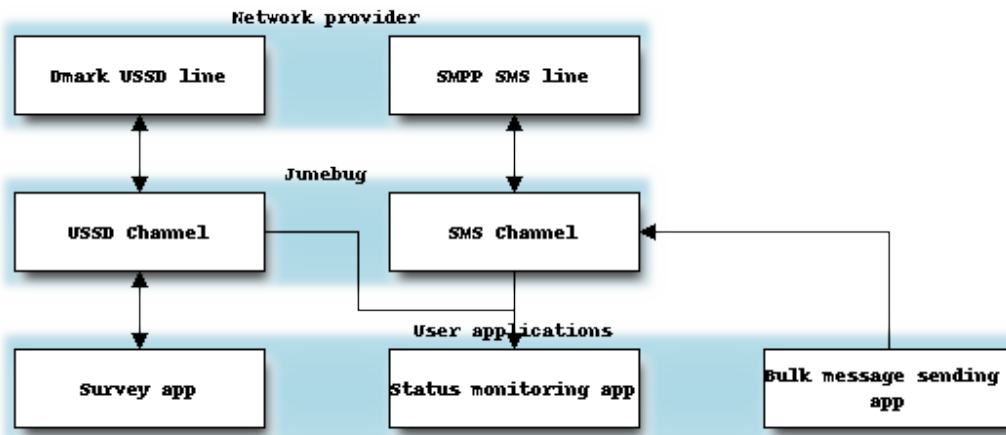 Network provider
Dmark USSD line
SMPP SMS line
Junebug
USSD Channel
SMS Channel
User applications
Survey app
Status monitoring app
Bulk message sending
app